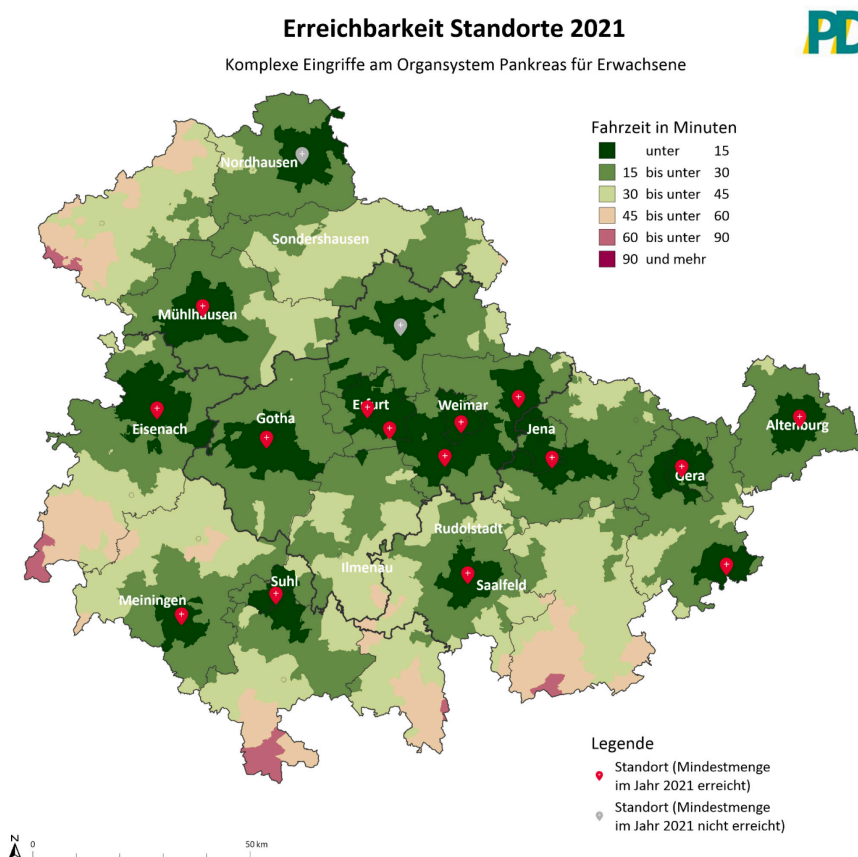 Erreichbarkeit Standorte 2021
PD
Komplexe Eingriffe am Organsystem Pankreas für Erwachsene
Fahrzeit in Minuten
unter 15
15 bis unter 30
30 bis unter 45
45 bis unter 60
60 bis unter 90
90 und mehr
Nordhausen
Sondershausen
Mühlhausen
Eisenach
Gotha
Erfurt
Weimar
Jena
Gera
Altenburg
Rudolstadt
Ilmenau
Saalfeld
Suhl
Meiningen
Legende
Standort (Mindestmenge
im Jahr 2021 erreicht)
Standort (Mindestmenge
im Jahr 2021 nicht erreicht)
N
0 50 km